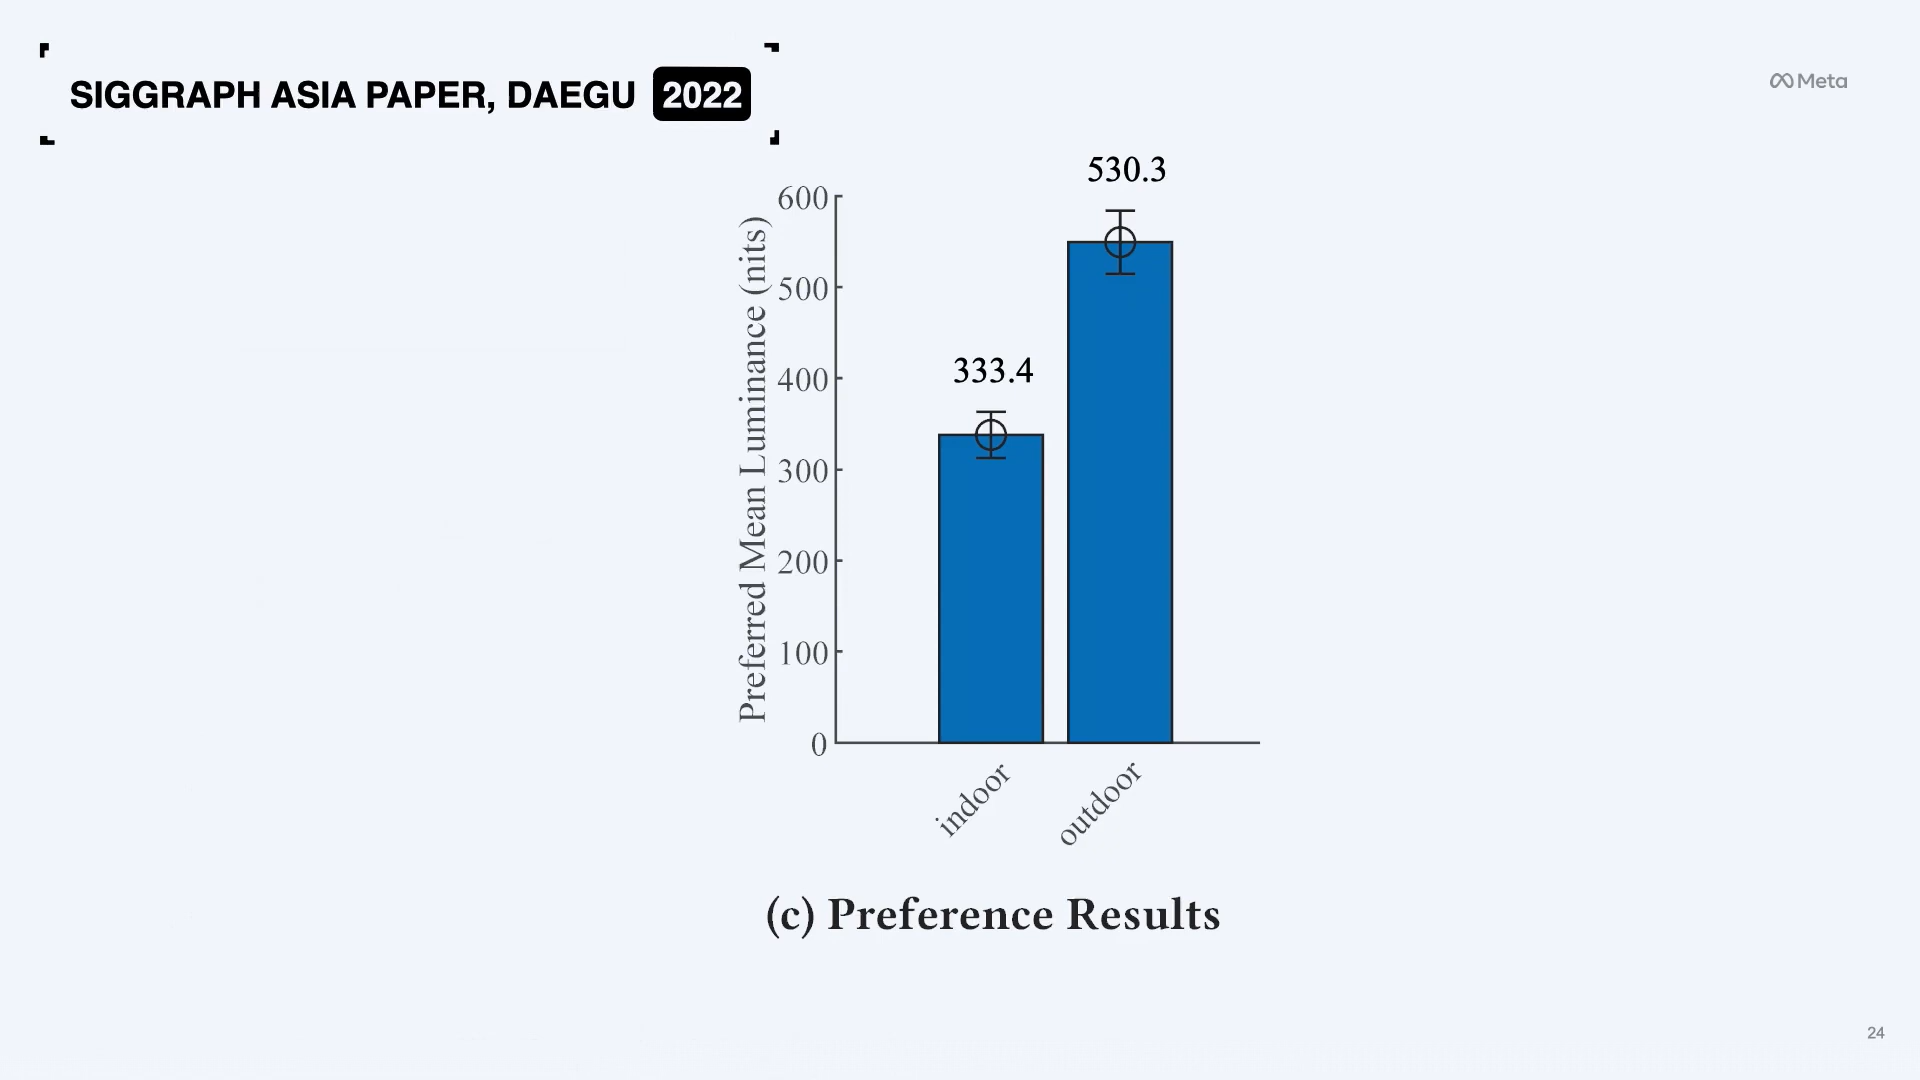 SIGGRAPH ASIA PAPER, DAEGU 2022
Meta
530.3
333.4
Preferred Mean Luminance (nits)
600
500
400
300
200
100
0
indoor
outdoor
(c) Preference Results
24